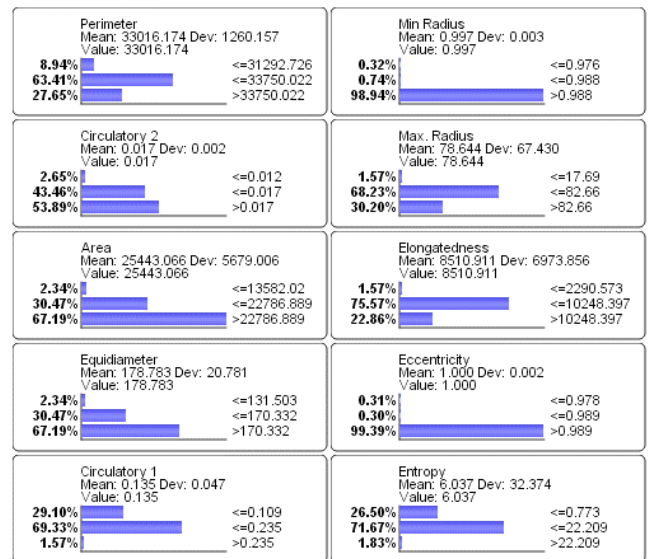 Perimeter
Mean: 33016.174 Dev: 1260.157
Value: 33016.174
8.94% <=31292.726
63.41% <=33750.022
27.65% >33750.022
Min Radius
Mean: 0.997 Dev: 0.003
Value: 0.997
0.32% <=0.976
0.74% <=0.988
98.94% >0.988
Circulatory 2
Mean: 0.017 Dev: 0.002
Value: 0.017
2.65% <=0.012
43.46% <=0.017
53.89% >0.017
Max. Radius
Mean: 78.644 Dev: 67.430
Value: 78.644
1.57% <=17.69
68.23% <=82.66
30.20% >82.66
Area
Mean: 25443.066 Dev: 5679.006
Value: 25443.066
2.34% <=13582.02
30.47% <=22786.889
67.19% >22786.889
Elongatedness
Mean: 8510.911 Dev: 6973.856
Value: 8510.911
1.57% <=2290.573
75.57% <=10248.397
22.86% >10248.397
Equidiameter
Mean: 178.783 Dev: 20.781
Value: 178.783
2.34% <=131.503
30.47% <=170.332
67.19% >170.332
Eccentricity
Mean: 1.000 Dev: 0.002
Value: 1.000
0.31% <=0.978
0.30% <=0.989
99.39% >0.989
Circulatory 1
Mean: 0.135 Dev: 0.047
Value: 0.135
29.10% <=0.109
69.33% <=0.235
1.57% >0.235
Entropy
Mean: 6.037 Dev: 32.374
Value: 6.037
26.50% <=0.773
71.67% <=22.209
1.83% >22.209